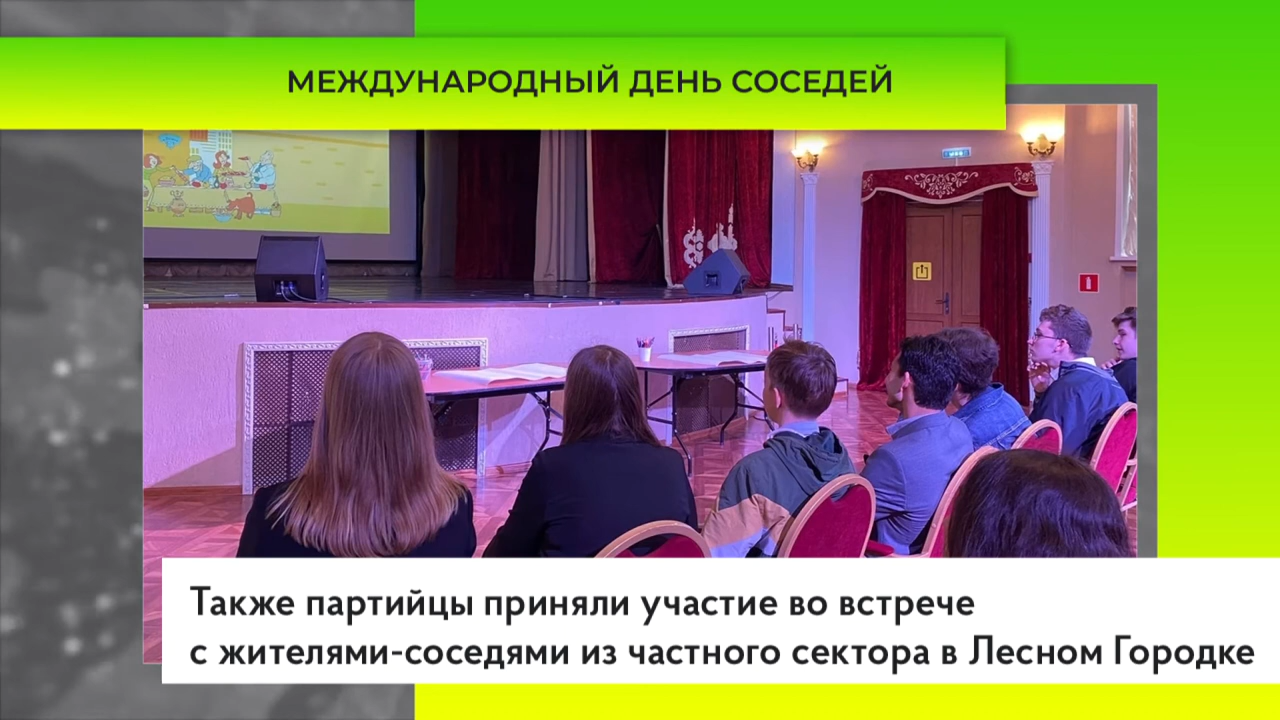 МЕЖДУНАРОДНЫЙ ДЕНЬ СОСЕДЕЙ
Также партийцы приняли участие во встрече
с жителями-соседями из частного сектора в Лесном Городке